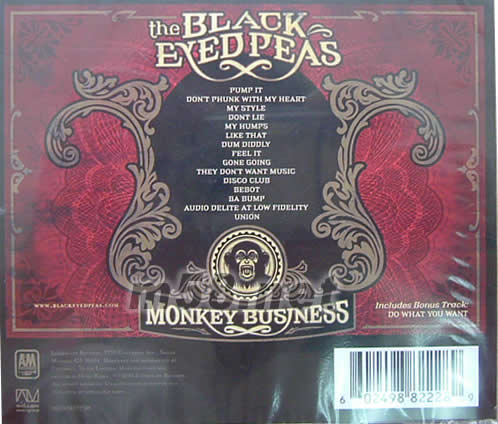 the BLACK
EYED PEAS
PUMP IT
DON'T PHUNK WITH MY HEART
MY STYLE
DONT LIE
MY HUMPS
LIKE THAT
DUM DIDDLY
FEEL IT
GONE GOING
THEY DON'T WANT MUSIC
DISCO CLUB
BEBOT
BA BUMP
AUDIO DELITE AT LOW FIDELITY
UNIÓN
WWW.BLACKEYEDPEAS.COM
MONKEY BUSINESS
Includes Bonus Track:
DO WHAT YOU WANT
A&M
6 02498 82228 9